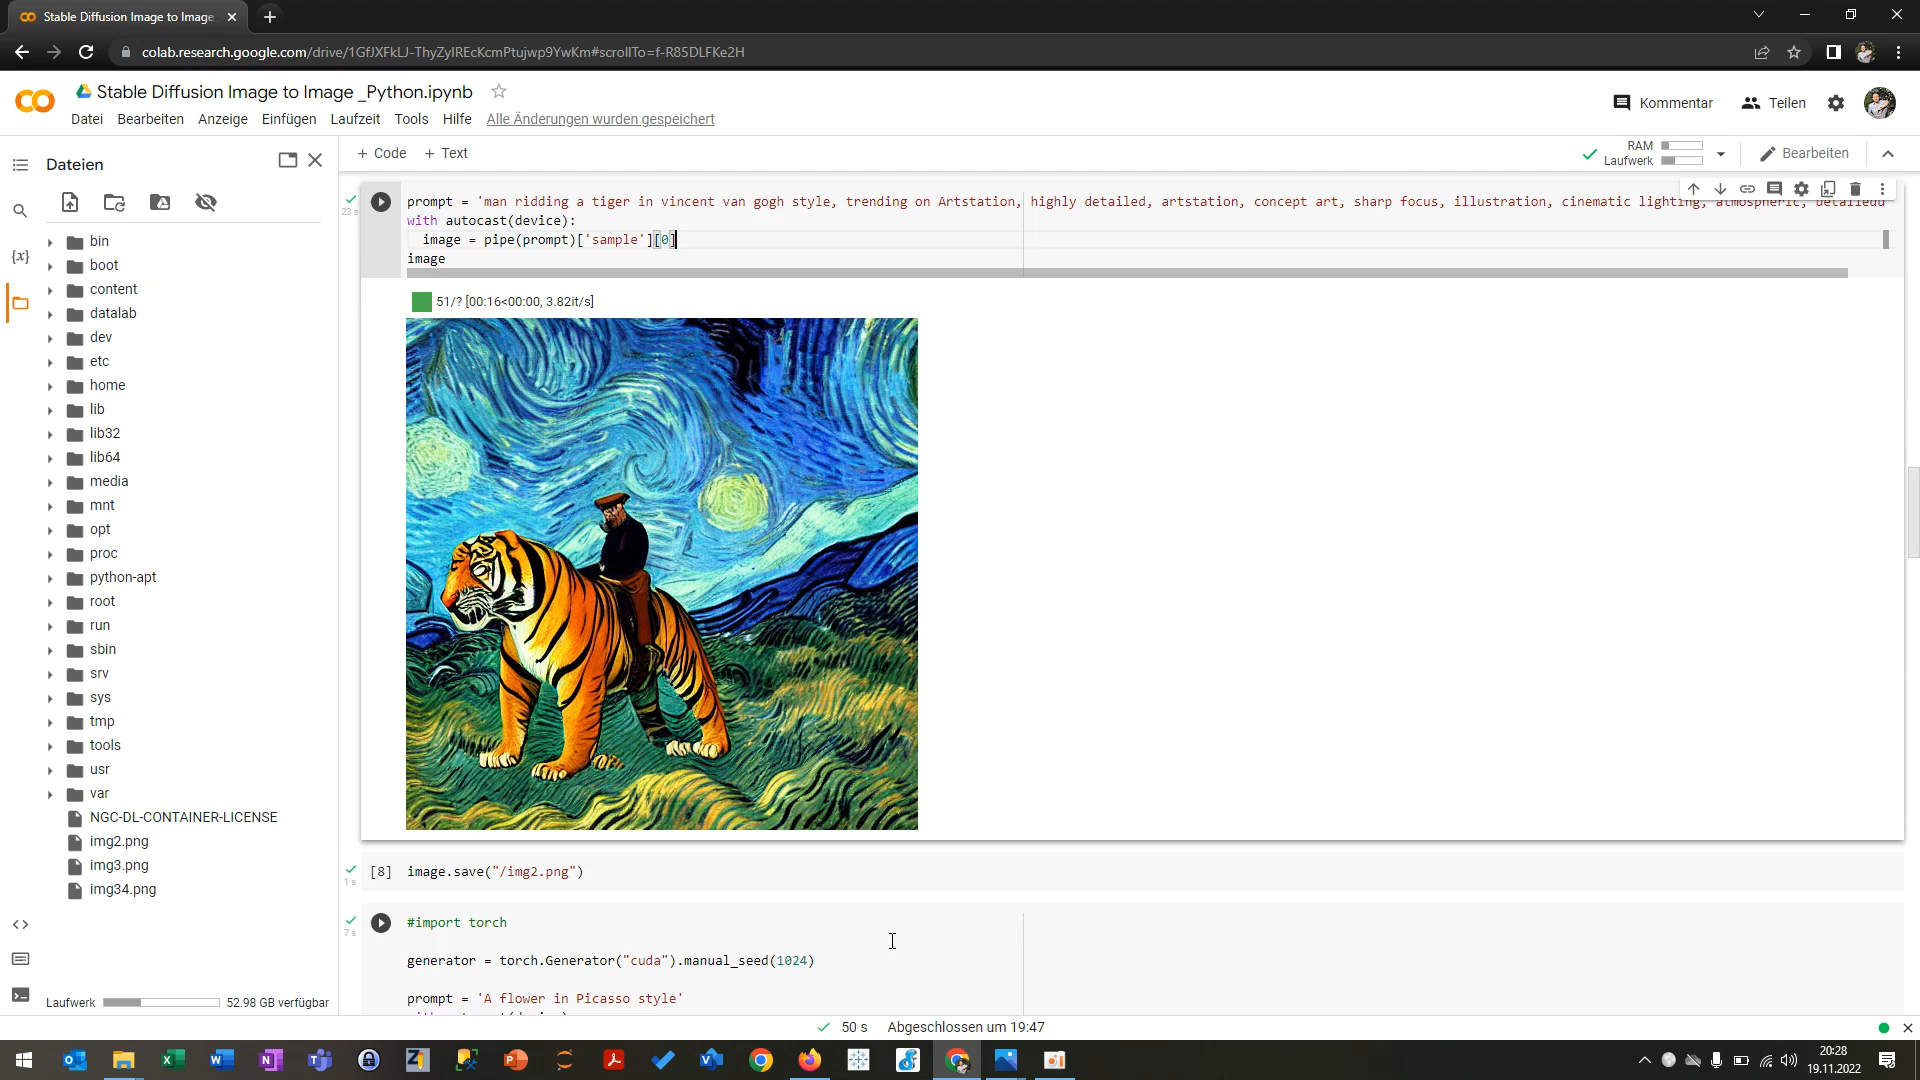 Stable Diffusion Image to Image
colab.research.google.com/drive/1GfJXFkLJ-ThyZylREcKcmPtujwp9YwKm#scrollTo=f-R85DLFKe2H
Stable Diffusion Image to Image _Python.ipynb
Kommentar
Teilen
Datei Bearbeiten Anzeige Einfügen Laufzeit Tools Hilfe Alle Änderungen wurden gespeichert
Dateien
+ Code + Text
RAM
Laufwerk
Bearbeiten
bin
boot
content
datalab
dev
etc
home
lib
lib32
lib64
media
mnt
opt
proc
python-apt
root
run
sbin
srv
sys
tmp
tools
usr
var
NGC-DL-CONTAINER-LICENSE
img2.png
img3.png
img34.png
{x}
Laufwerk 52.98 GB verfügbar
23 s
prompt = 'man ridding a tiger in vincent van gogh style, trending on Artstation, highly detailed, artstation, concept art, sharp focus, illustration, cinematic lighting, atmospheric, detailedd
with autocast(device):
image = pipe(prompt)['sample'][0]
image
51/? [00:16<00:00, 3.82it/s]
1 s
[8] image.save("/img2.png")
7 s
#import torch
generator = torch.Generator("cuda").manual_seed(1024)
prompt = 'A flower in Picasso style'
50 s Abgeschlossen um 19:47
20:28
19.11.2022